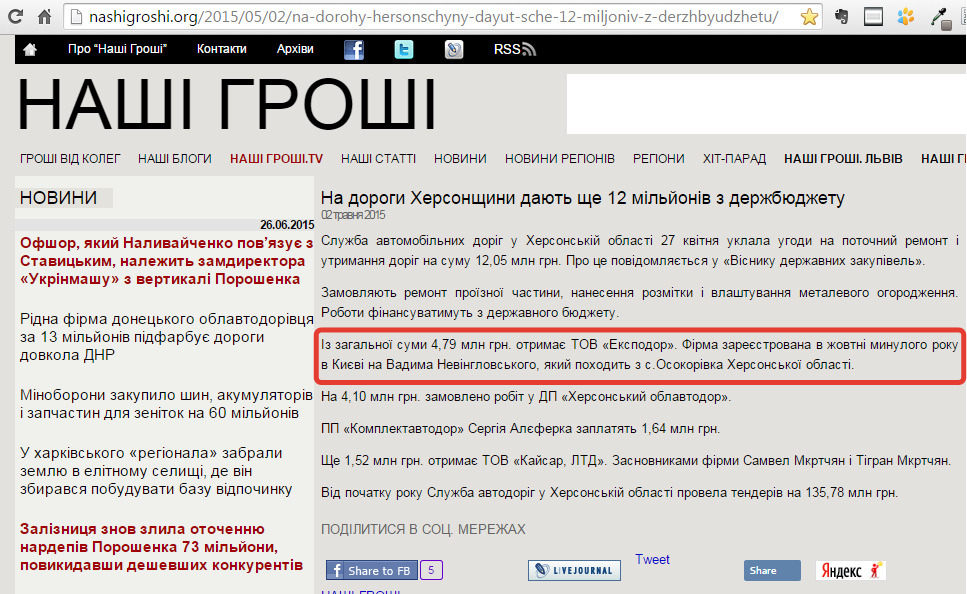 nashigroshi.org/2015/05/02/na-dorohy-hersonschyny-dayut-sche-12-miljoniv-z-derzhbyudzhetu/
Про "Наші Гроші" Контакти Архіви RSS
НАШІ ГРОШІ
ГРОШІ ВІД КОЛЕГ НАШІ БЛОГИ НАШІ ГРОШІ.TV НАШІ СТАТТІ НОВИНИ НОВИНИ РЕГІОНІВ РЕГІОНИ ХІТ-ПАРАД НАШІ ГРОШІ. ЛЬВІВ НАШІ
НОВИНИ
26.06.2015
Офшор, який Наливайченко пов'язує з
Ставицьким, належить замдиректора
«Укрінмашу» з вертикалі Порошенка
Рідна фірма донецького облавтодорівця
за 13 мільйонів підфарбує дороги
довкола ДНР
Міноборони закупило шин, акумуляторів
і запчастин для зеніток на 60 мільйонів
У харківського «регіонала» забрали
землю в елітному селищі, де він
збирався побудувати базу відпочинку
Залізниця знов злила оточенню
нардепів Порошенка 73 мільйони,
повикидавши дешевших конкурентів
На дороги Херсонщини дають ще 12 мільйонів з держбюджету
02 травня 2015
Служба автомобільних доріг у Херсонській області 27 квітня уклала угоди на поточний ремонт і
утримання доріг на суму 12,05 млн грн. Про це повідомляється у «Віснику державних закупівель».
Замовляють ремонт проїзної частини, нанесення розмітки і влаштування металевого огородження.
Роботи фінансуватимуть з державного бюджету.
Із загальної суми 4,79 млн грн. отримає ТОВ «Експодор». Фірма зареєстрована в жовтні минулого року
в Києві на Вадима Невінгловського, який походить з с.Осокорівка Херсонської області.
На 4,10 млн грн. замовлено робіт у ДП «Херсонський облавтодор».
ПП «Комплектавтодор» Сергія Алєферка заплатять 1,64 млн грн.
Ще 1,52 млн грн. отримає ТОВ «Кайсар, ЛТД». Засновниками фірми Самвел Мкртчян і Тігран Мкртчян.
Від початку року Служба автодоріг у Херсонській області провела тендерів на 135,78 млн грн.
ПОДІЛИТИСЯ В СОЦ. МЕРЕЖАХ
Share to FB 5 LIVEJOURNAL Tweet Share Яндекс
НАШІ ГРОШІ